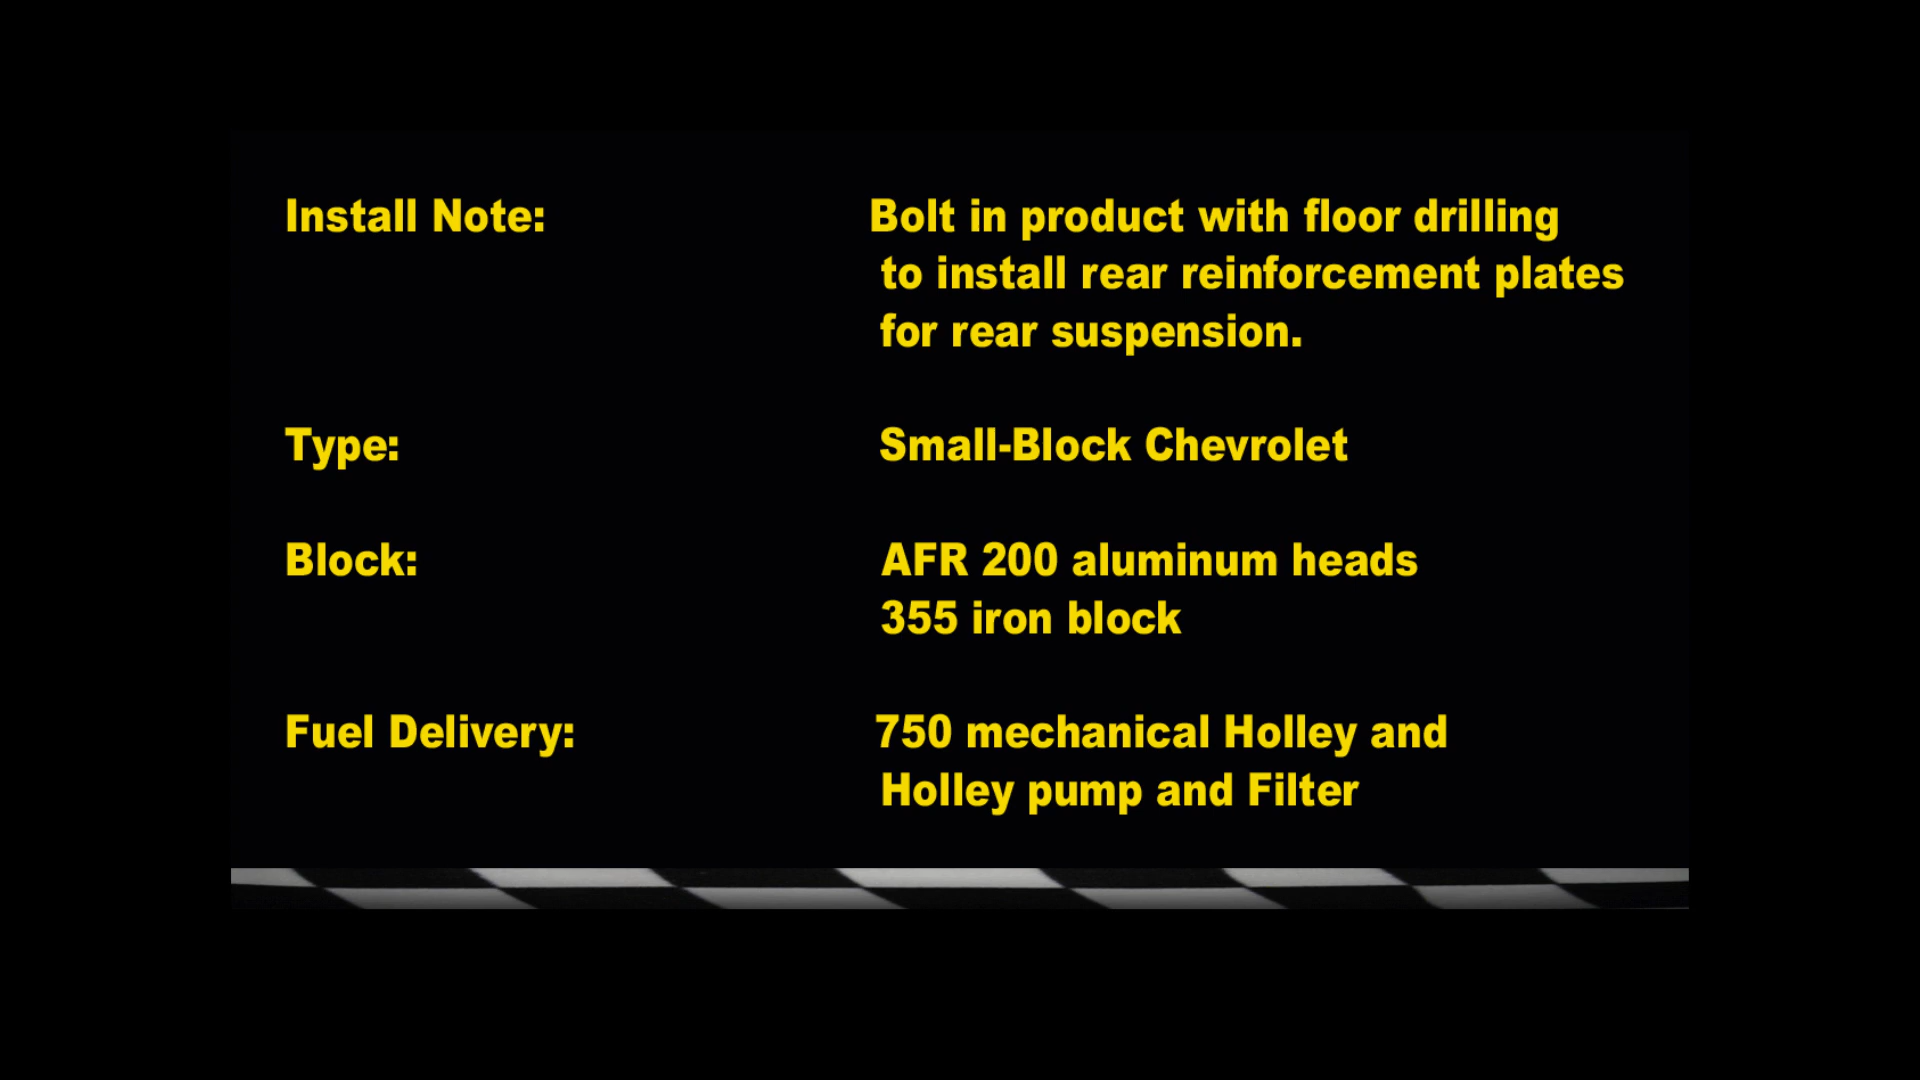 Install Note: Bolt in product with floor drilling
to install rear reinforcement plates
for rear suspension.
Type: Small-Block Chevrolet
Block: AFR 200 aluminum heads
355 iron block
Fuel Delivery: 750 mechanical Holley and
Holley pump and Filter